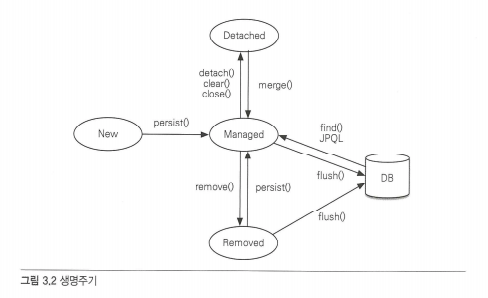 Detached
detach()
clear()
close()
merge()
persist()
New
Managed
find()
JPQL
flush()
DB
remove()
persist()
flush()
Removed
그림 3.2 생명주기